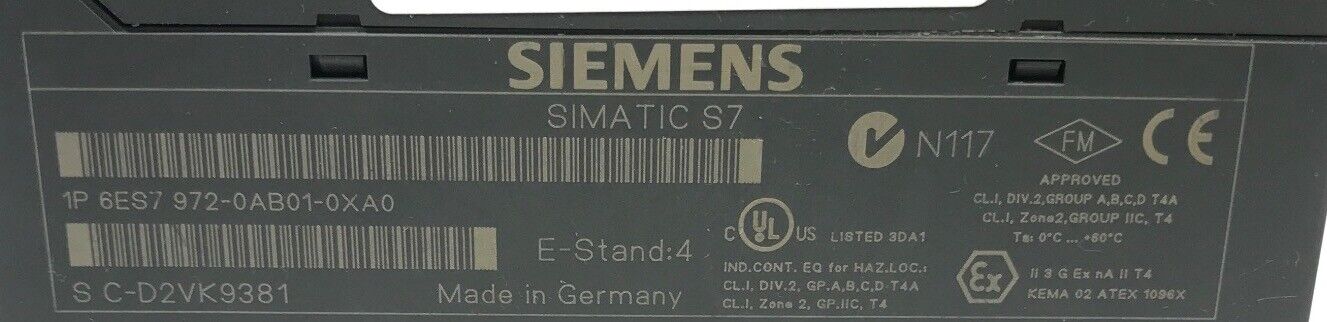 SIEMENS
SIMATIC S7
1P 6ES7 972-0AB01-0XA0
S C-D2VK9381
E-Stand:4
Made in Germany
N117
FM
CE
APPROVED
CL.I, DIV.2,GROUP A,B,C,D T4A
CL.I, Zone2,GROUP IIC, T4
Ta: 0°C ... +60°C
C UL US LISTED 3DA1
IND.CONT. EQ for HAZ.LOC.:
CL.I, DIV.2, GP.A,B,C,D T4A
CL.I, Zone 2, GP.IIC, T4
Ex
II 3 G Ex nA II T4
KEMA 02 ATEX 1096X